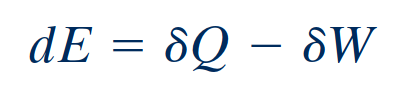 dE = δQ − δW